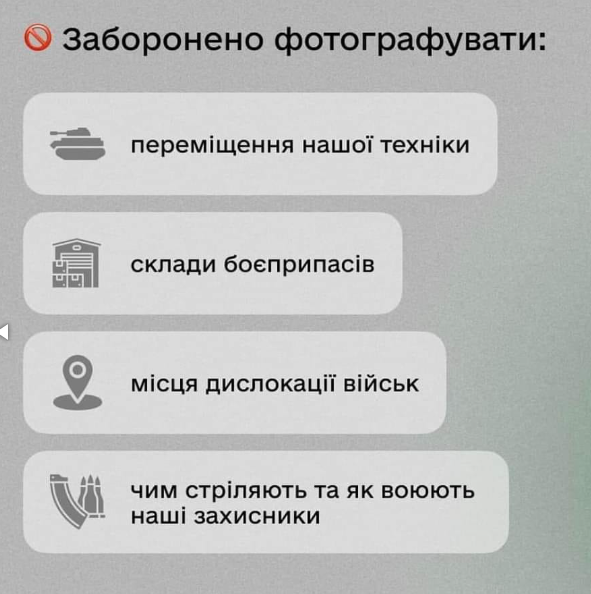 Заборонено фотографувати:
переміщення нашої техніки
склади боєприпасів
місця дислокації військ
чим стріляють та як воюють
наші захисники